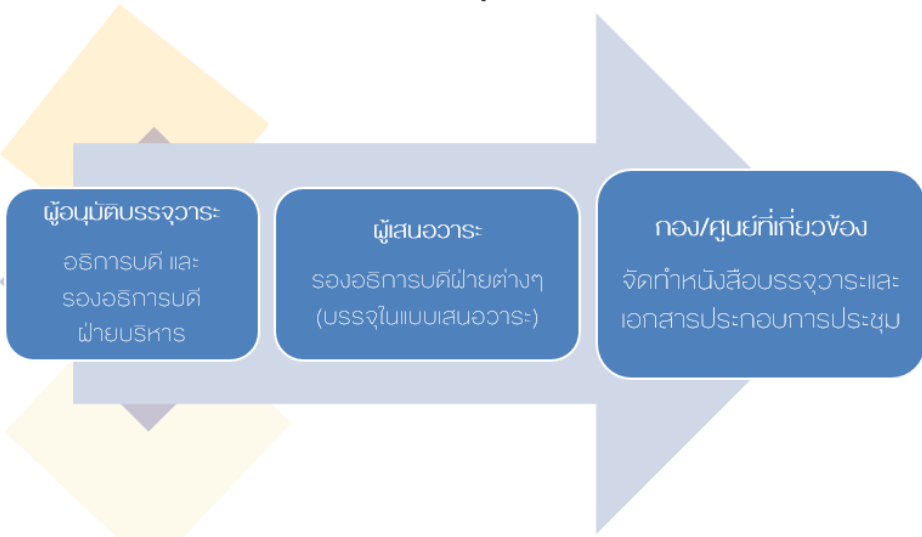 ผู้อนุมัติบรรจุวาระ
อธิการบดี และ
รองอธิการบดี
ฝ่ายบริหาร
ผู้เสนอวาระ
รองอธิการบดีฝ่ายต่างๆ
(บรรจุในแบบเสนอวาระ)
กอง/ศูนย์ที่เกี่ยวข้อง
จัดทำหนังสือบรรจุวาระและ
เอกสารประกอบการประชุม